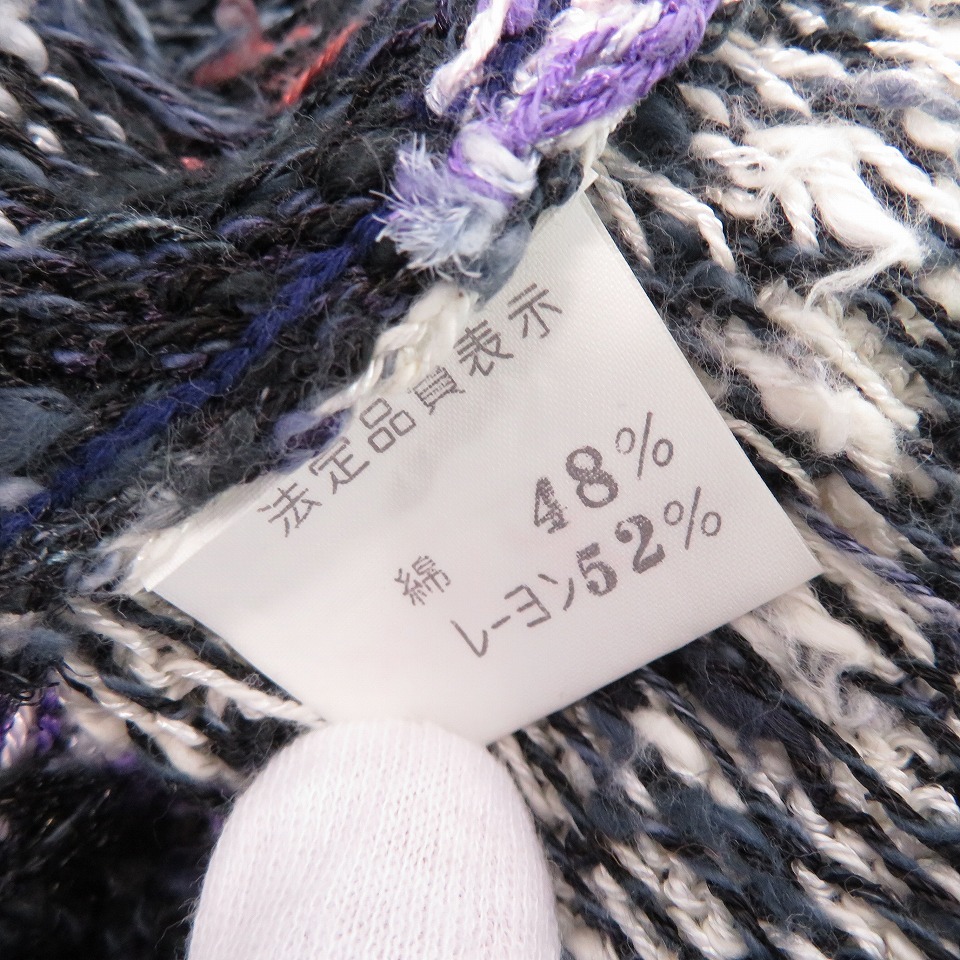 法定品質表示
綿 48%
レーヨン52%